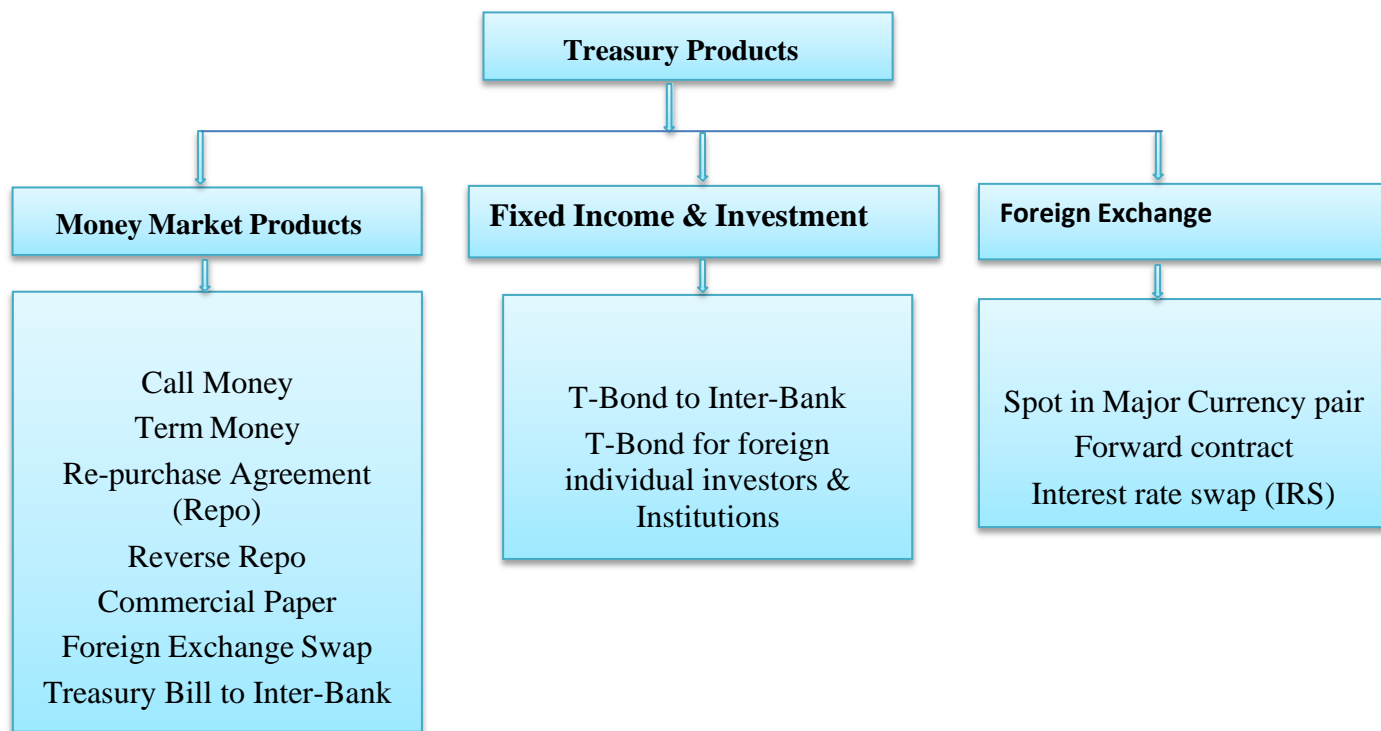 Treasury Products
Money Market Products
Call Money
Term Money
Re-purchase Agreement
(Repo)
Reverse Repo
Commercial Paper
Foreign Exchange Swap
Treasury Bill to Inter-Bank
Fixed Income & Investment
T-Bond to Inter-Bank
T-Bond for foreign
individual investors &
Institutions
Foreign Exchange
Spot in Major Currency pair
Forward contract
Interest rate swap (IRS)